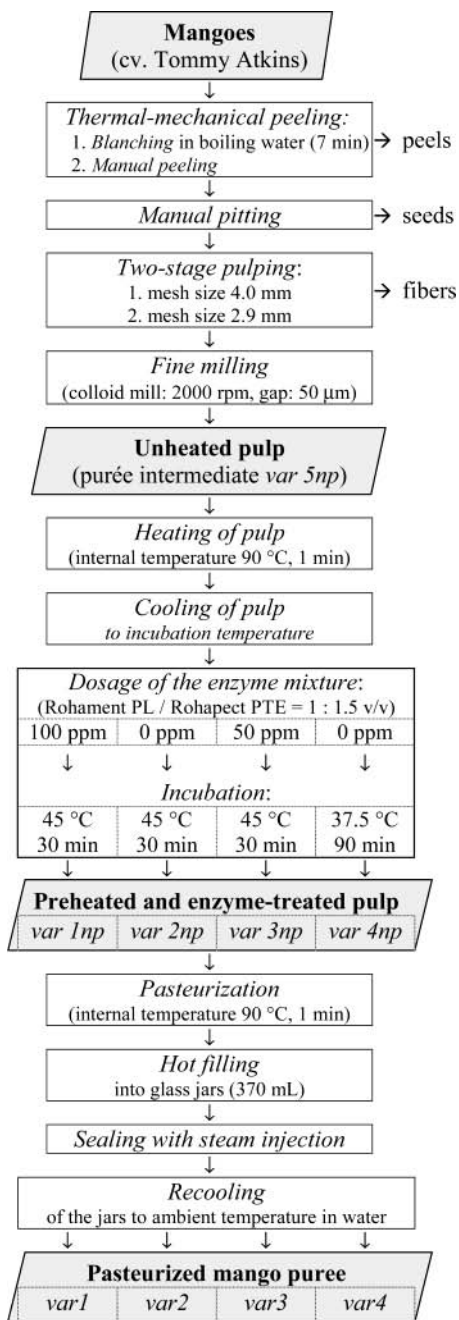 Mangoes
(cv. Tommy Atkins)
↓
Thermal-mechanical peeling:
1. Blanching in boiling water (7 min) → peels
2. Manual peeling
↓
Manual pitting → seeds
↓
Two-stage pulping:
1. mesh size 4.0 mm → fibers
2. mesh size 2.9 mm
↓
Fine milling
(colloid mill: 2000 rpm, gap: 50 µm)
↓
Unheated pulp
(purée intermediate var 5np)
↓
Heating of pulp
(internal temperature 90 °C, 1 min)
↓
Cooling of pulp
to incubation temperature
↓
Dosage of the enzyme mixture:
(Rohament PL / Rohapect PTE = 1 : 1.5 v/v)
100 ppm 0 ppm 50 ppm 0 ppm
↓ ↓ ↓ ↓
Incubation:
45 °C 45 °C 45 °C 37.5 °C
30 min 30 min 30 min 90 min
↓ ↓ ↓ ↓
Preheated and enzyme-treated pulp
var 1np var 2np var 3np var 4np
↓
Pasteurization
(internal temperature 90 °C, 1 min)
↓
Hot filling
into glass jars (370 mL)
↓
Sealing with steam injection
↓
Recooling
of the jars to ambient temperature in water
↓ ↓ ↓ ↓
Pasteurized mango puree
var1 var2 var3 var4